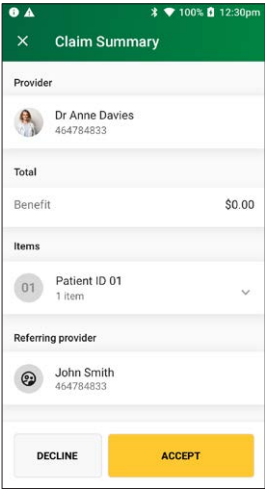 100% 12:30pm
Claim Summary
Provider
Dr Anne Davies
464784833
Total
Benefit $0.00
Items
01 Patient ID 01
1 item
Referring provider
John Smith
464784833
DECLINE ACCEPT